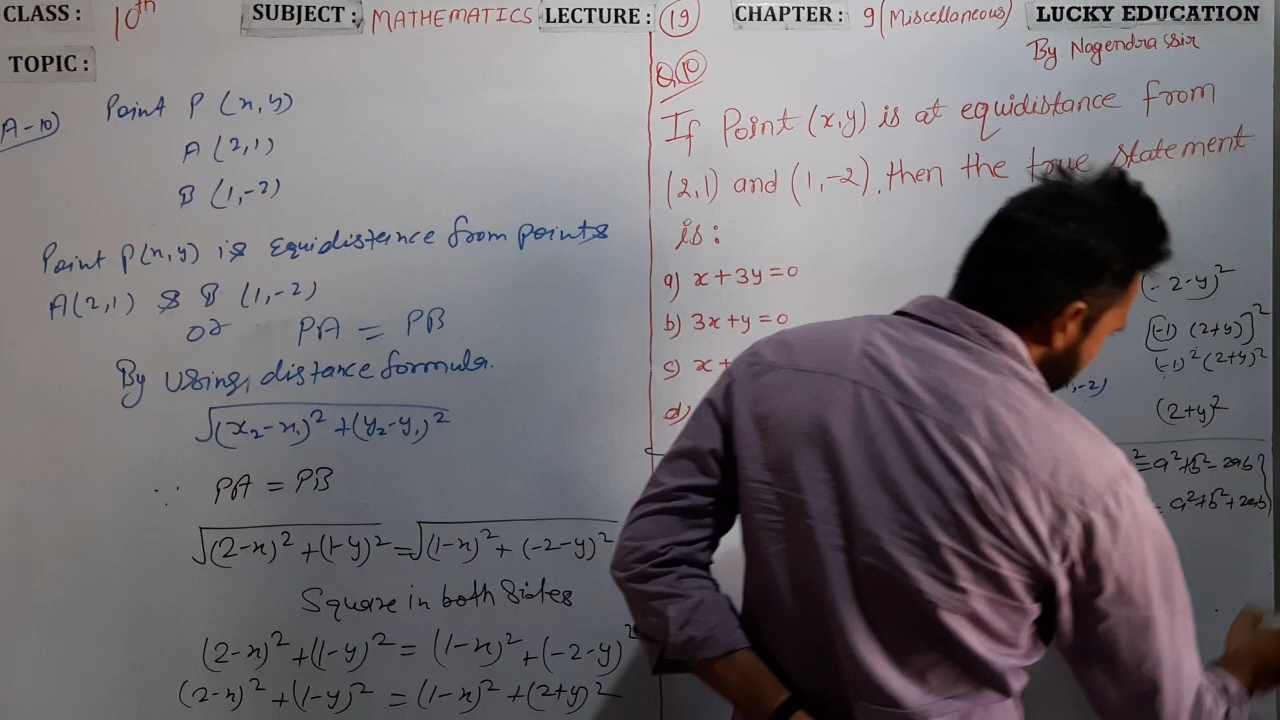 CLASS : 10th SUBJECT : MATHEMATICS LECTURE : 19 CHAPTER : 9 (Miscellaneous) LUCKY EDUCATION
By Nagendra Sir
TOPIC :
A-10) Point P (x,y)
A (2,1)
B (1,-2)
Point P(x,y) is Equidistance from points
A(2,1) & B (1,-2)
or PA = PB
By Using, distance formula.
√(x₂-x₁)² + (y₂-y₁)²
∵ PA = PB
√(2-x)² + (1-y)² = √(1-x)² + (-2-y)²
Square in both Sides
(2-x)² + (1-y)² = (1-x)² + (-2-y)²
(2-x)² + (1-y)² = (1-x)² + (2+y)²
Q.10
If Point (x,y) is at equidistance from
(2,1) and (1,-2), then the true statement
is :
a) x + 3y = 0
b) 3x + y = 0
c) x +
d)
,-2)
(-2-y)²
[(-1) (2+y)]²
(-1)² (2+y)²
(2+y)²
² = a²+b²-2ab
= a²+b²+2ab